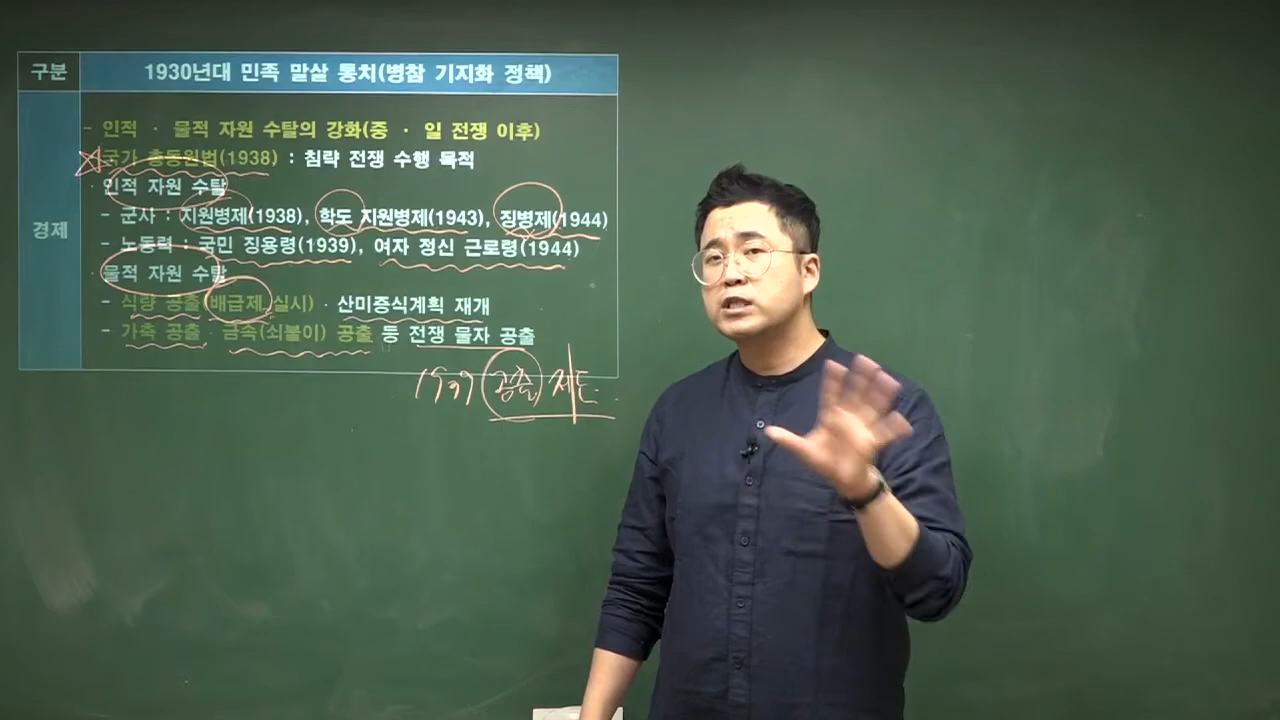 구분
1930년대 민족 말살 통치(병참 기지화 정책)
경제
- 인적 · 물적 자원 수탈의 강화(중 · 일 전쟁 이후)
국가 총동원법(1938) : 침략 전쟁 수행 목적
· 인적 자원 수탈
- 군사 : 지원병제(1938), 학도 지원병제(1943), 징병제(1944)
- 노동력 : 국민 징용령(1939), 여자 정신 근로령(1944)
· 물적 자원 수탈
- 식량 공출(배급제 실시) · 산미증식계획 재개
- 가축 공출 · 금속(쇠붙이) 공출 등 전쟁 물자 공출
공출 제도